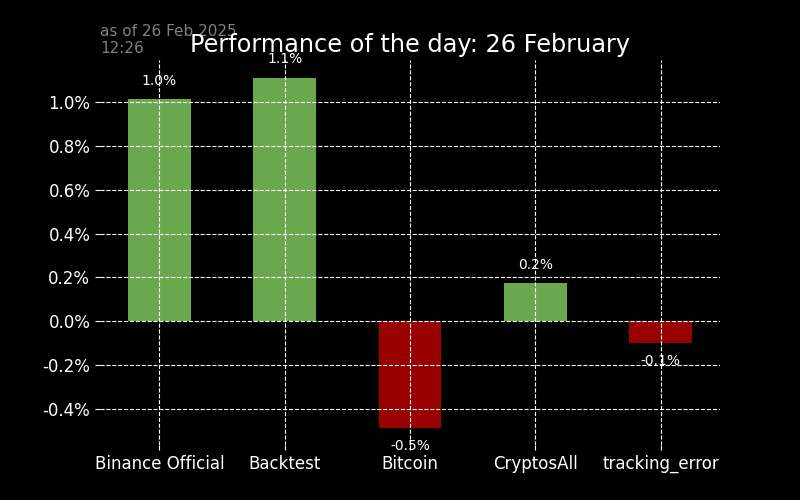 as of 26 Feb 2025
12:26
Performance of the day: 26 February
1.0%
1.1%
-0.5%
0.2%
-0.1%
1.0%
0.8%
0.6%
0.4%
0.2%
0.0%
-0.2%
-0.4%
Binance Official
Backtest
Bitcoin
CryptosAll
tracking_error